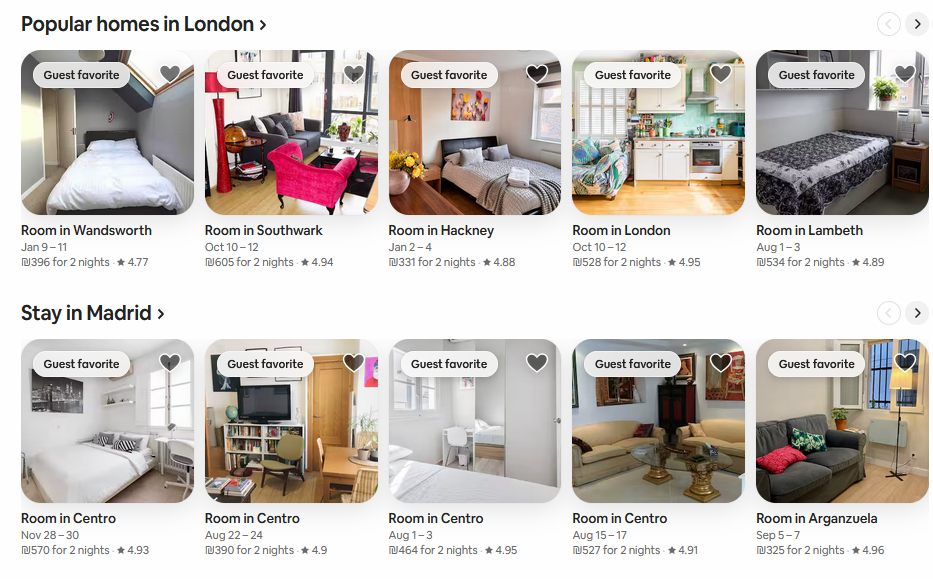 Popular homes in London >
Guest favorite
Guest favorite
Guest favorite
Guest favorite
Guest favorite
Room in Wandsworth
Jan 9 – 11
₪396 for 2 nights · ★ 4.77
Room in Southwark
Oct 10 – 12
₪605 for 2 nights · ★ 4.94
Room in Hackney
Jan 2 – 4
₪331 for 2 nights · ★ 4.88
Room in London
Oct 10 – 12
₪528 for 2 nights · ★ 4.95
Room in Lambeth
Aug 1 – 3
₪534 for 2 nights · ★ 4.89
Stay in Madrid >
Guest favorite
Guest favorite
Guest favorite
Guest favorite
Guest favorite
Room in Centro
Nov 28 – 30
₪570 for 2 nights · ★ 4.93
Room in Centro
Aug 22 – 24
₪390 for 2 nights · ★ 4.9
Room in Centro
Aug 1 – 3
₪464 for 2 nights · ★ 4.95
Room in Centro
Aug 15 – 17
₪527 for 2 nights · ★ 4.91
Room in Arganzuela
Sep 5 – 7
₪325 for 2 nights · ★ 4.96